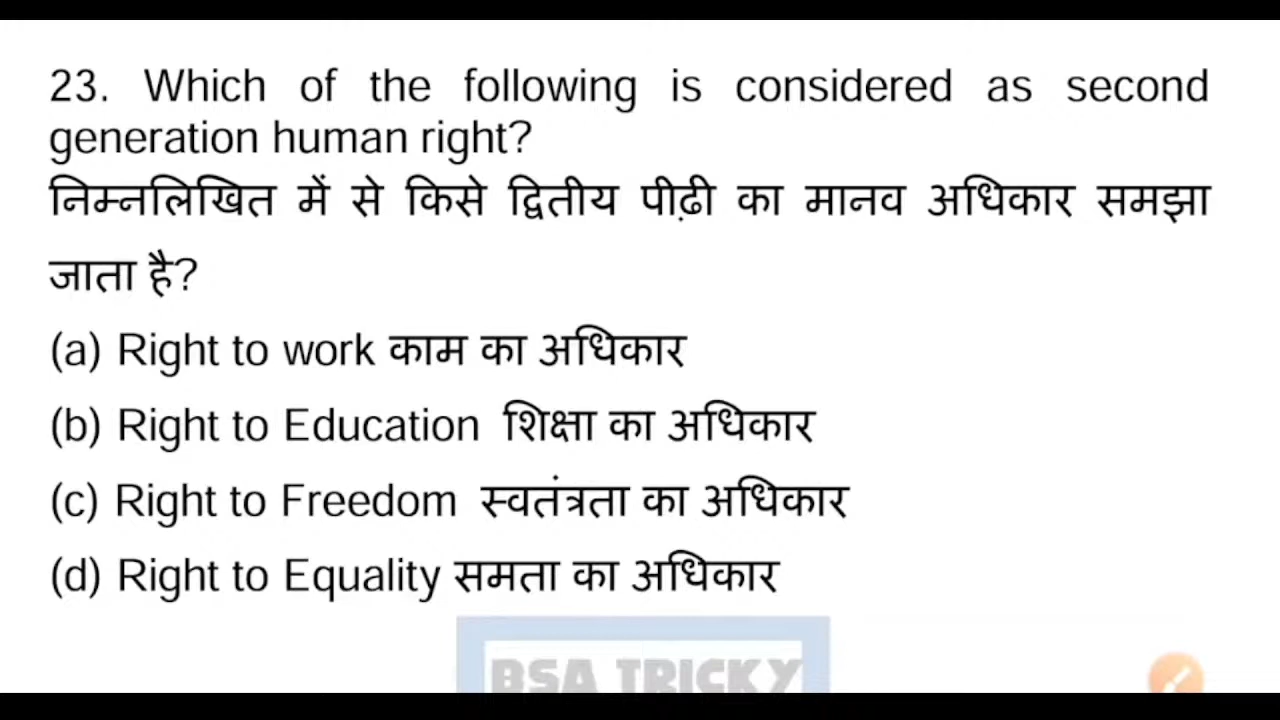 23. Which of the following is considered as second
generation human right?
निम्नलिखित में से किसे द्वितीय पीढ़ी का मानव अधिकार समझा
जाता है?
(a) Right to work काम का अधिकार
(b) Right to Education शिक्षा का अधिकार
(c) Right to Freedom स्वतंत्रता का अधिकार
(d) Right to Equality समता का अधिकार
BSA TRICKY